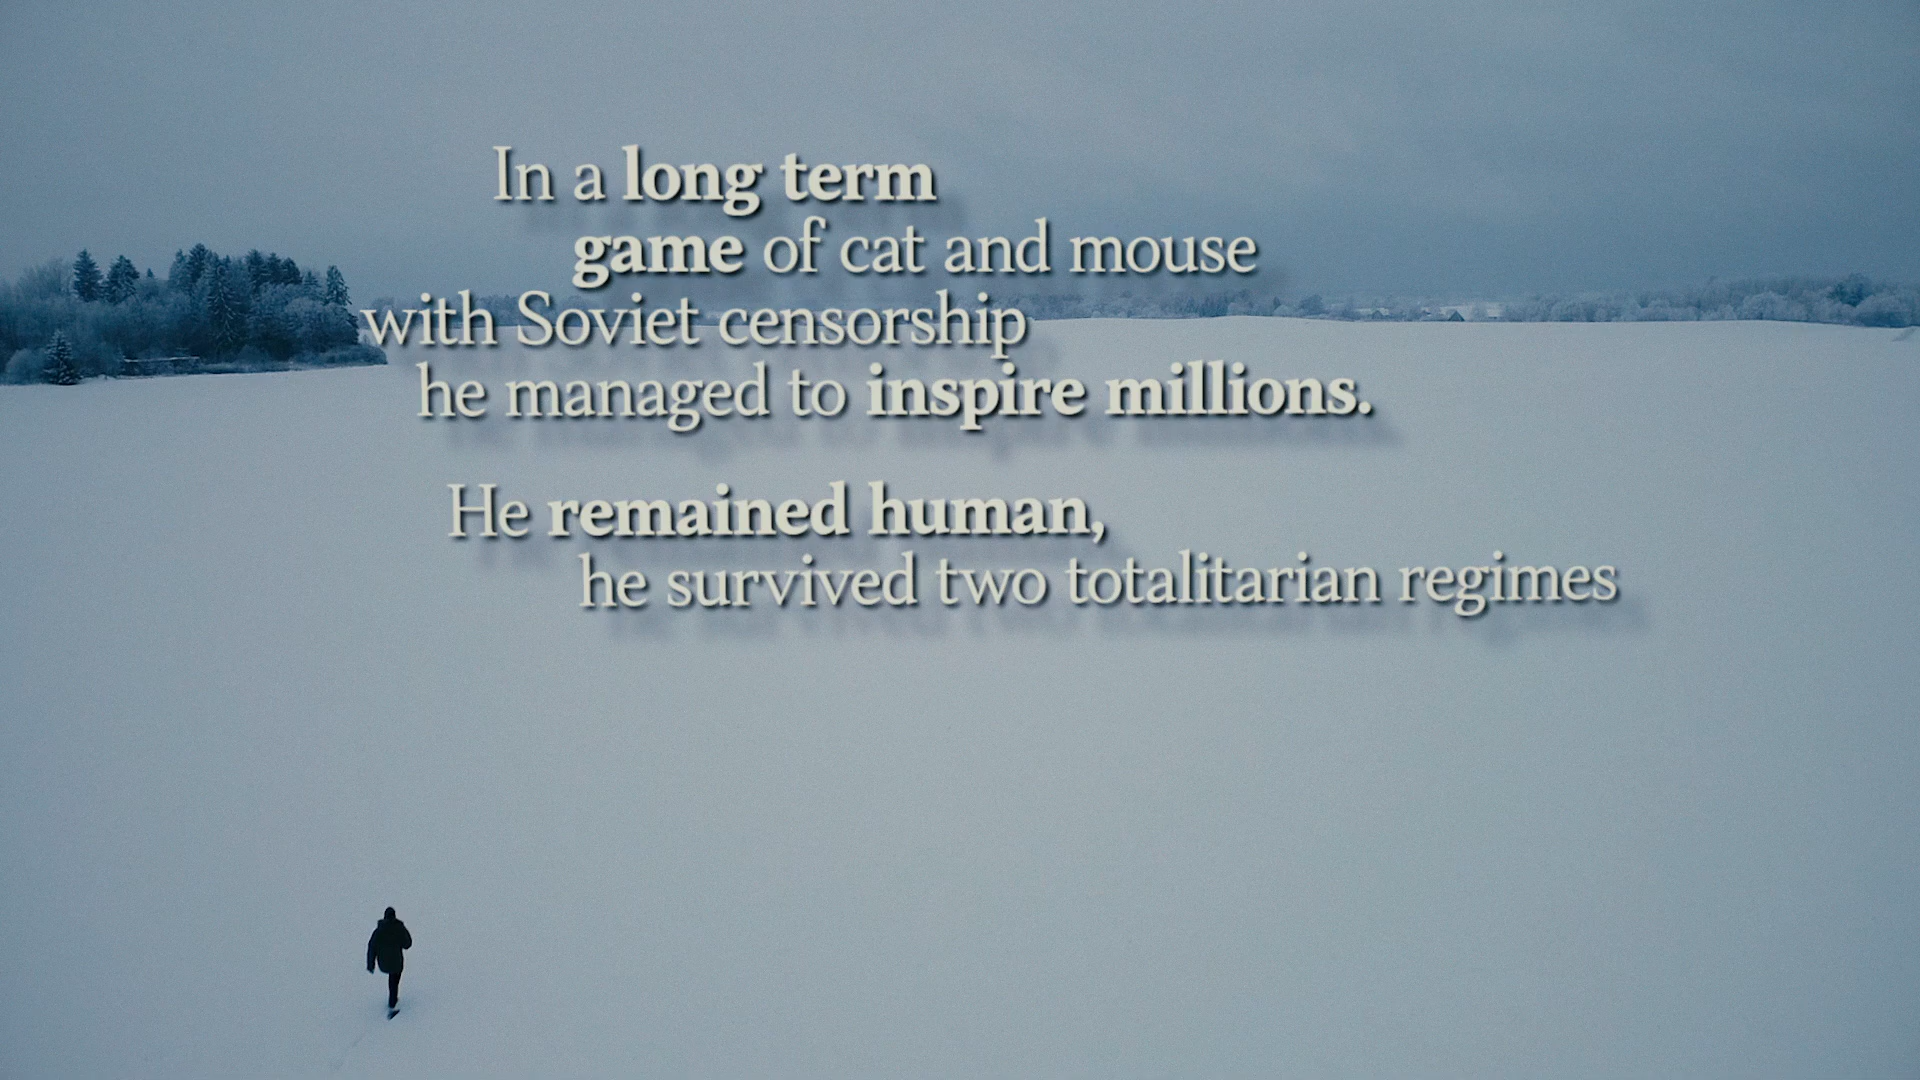 In a long term
game of cat and mouse
with Soviet censorship
he managed to inspire millions.
He remained human,
he survived two totalitarian regimes